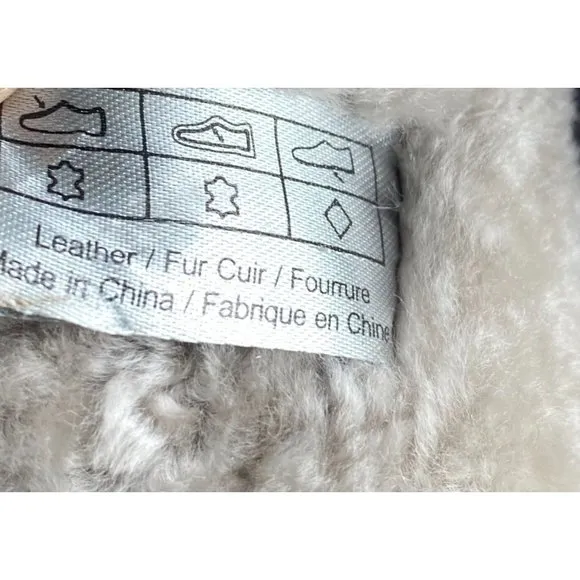 Leather / Fur Cuir / Fourrure
Made in China / Fabrique en Chine